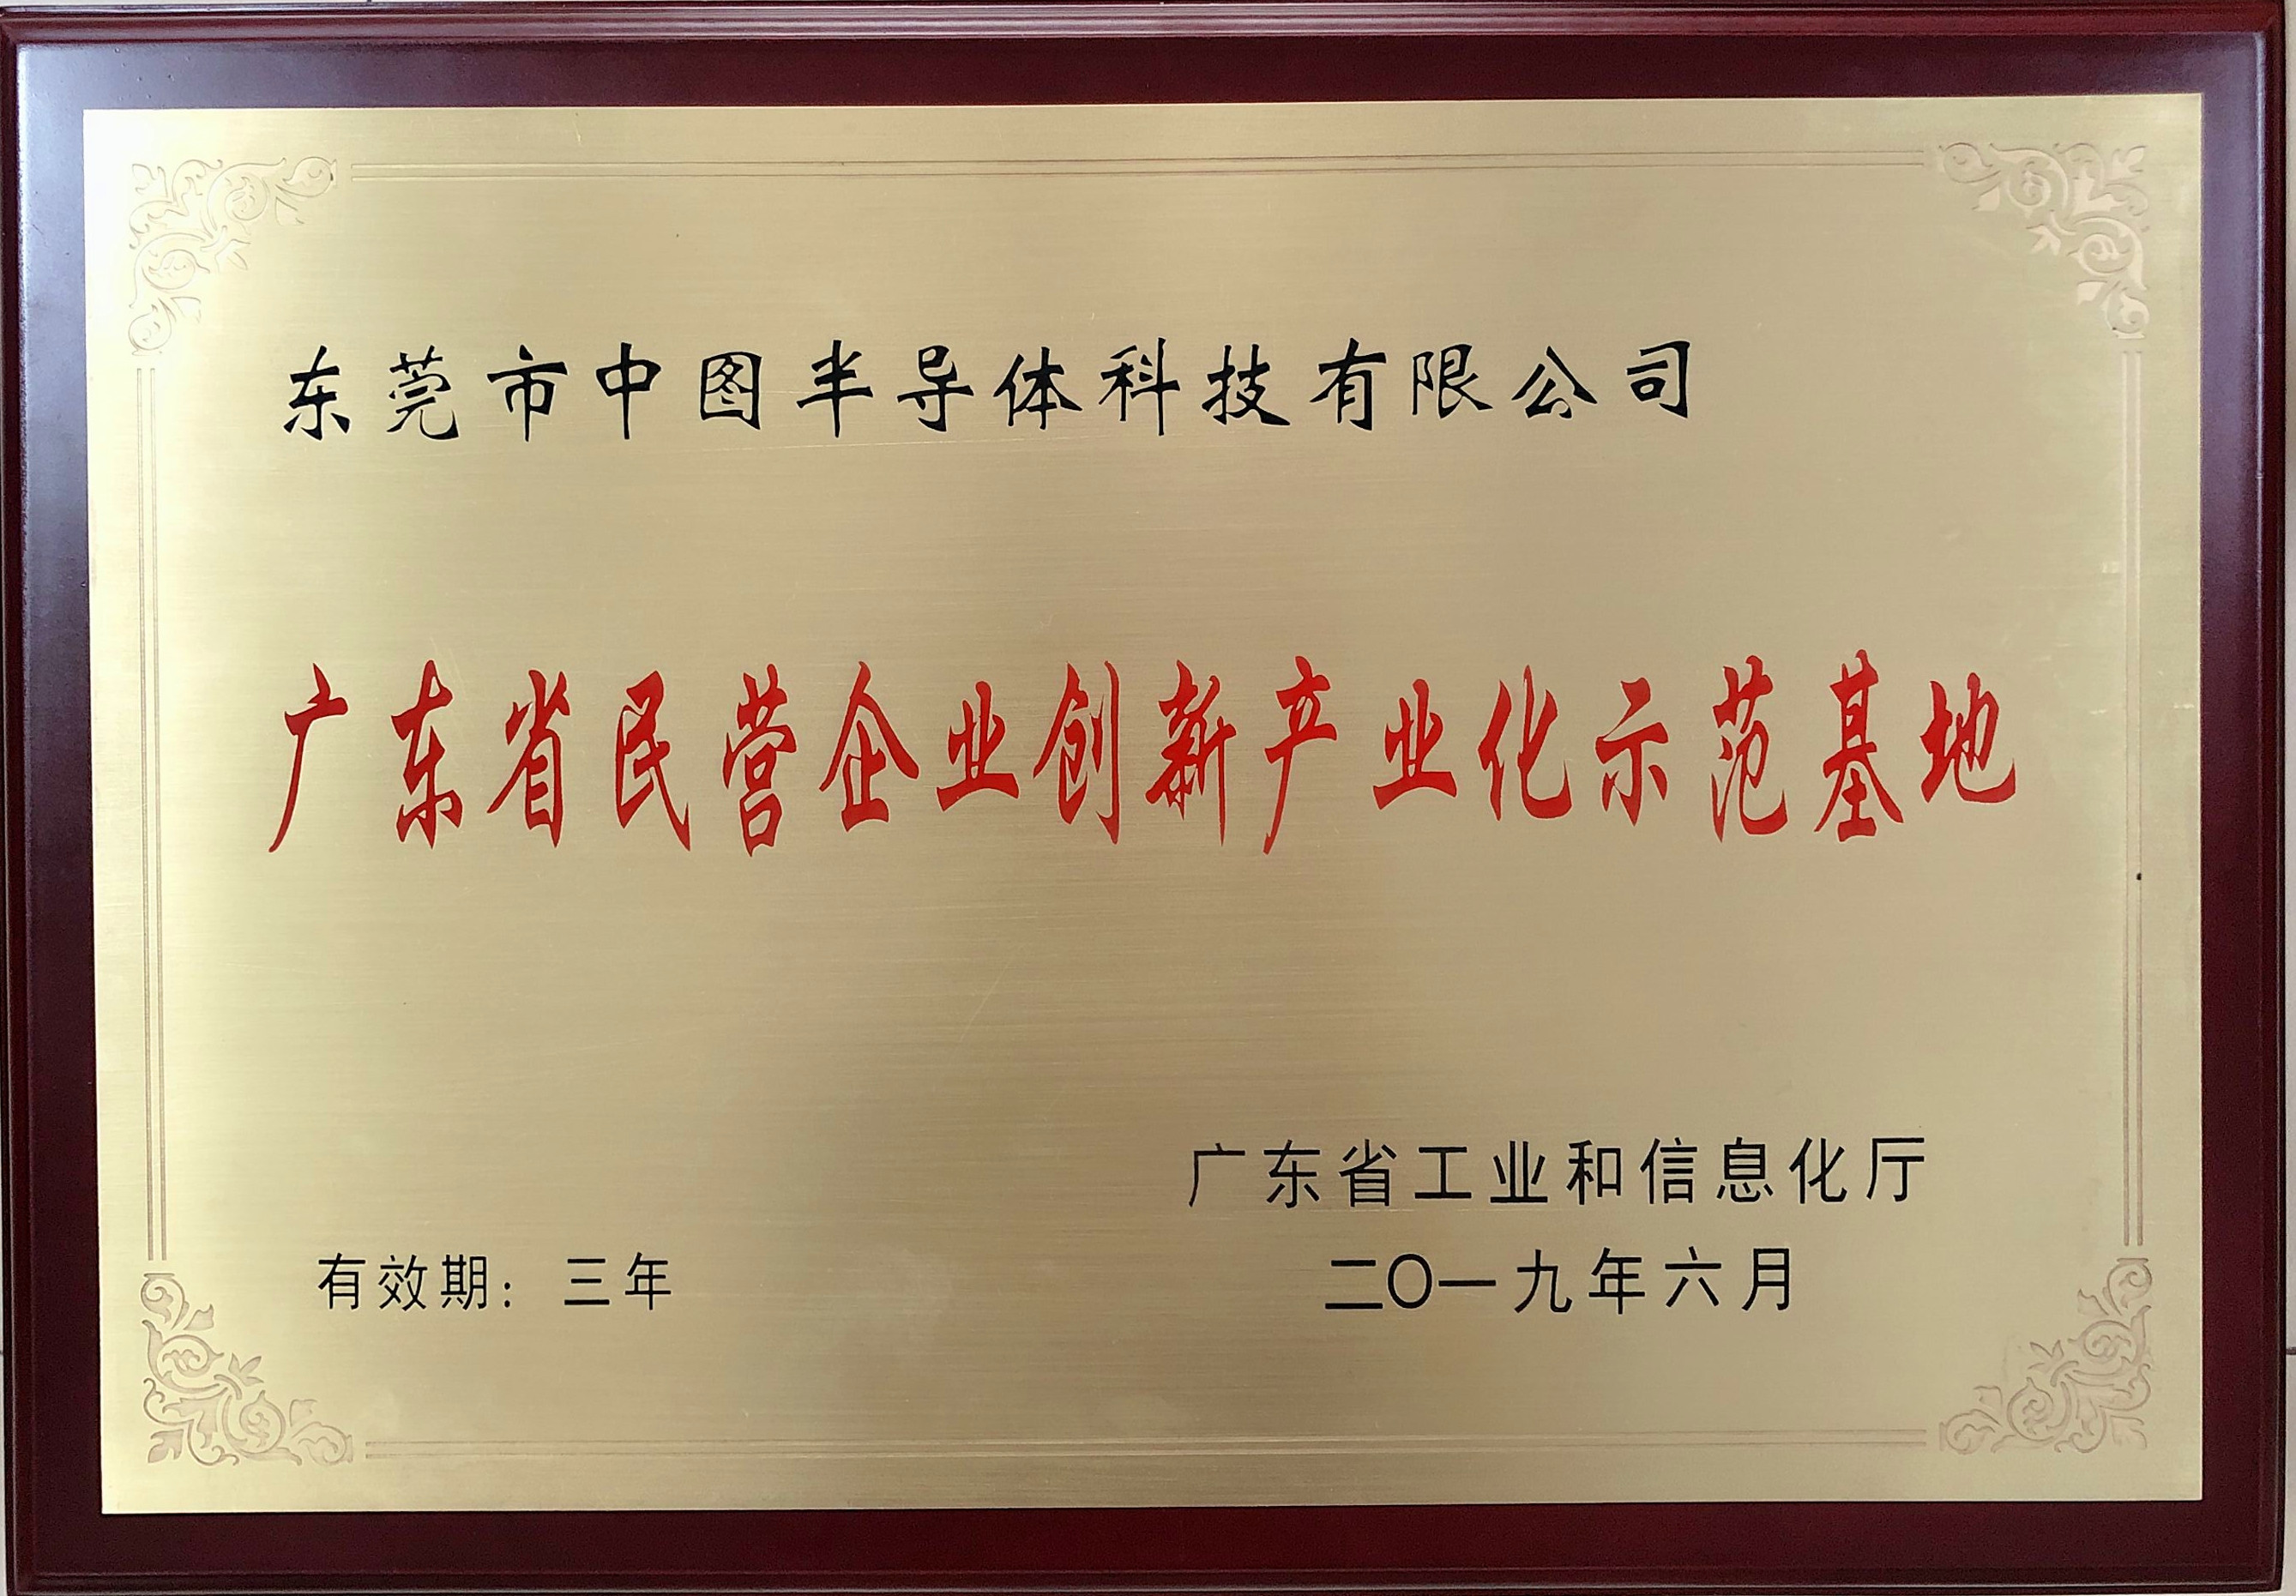 东莞市中图半导体科技有限公司
广东省民营企业创新产业化示范基地
广东省工业和信息化厅
有效期：三年
二〇一九年六月